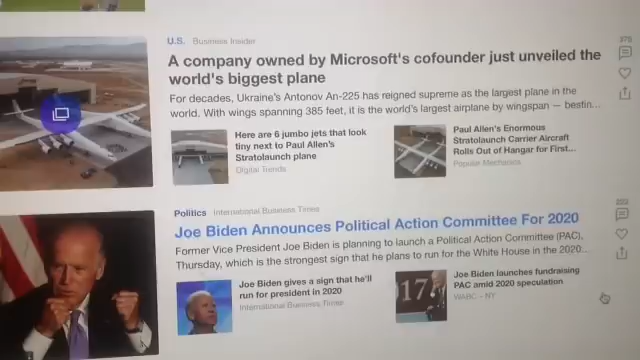 U.S. Business Insider
A company owned by Microsoft's cofounder just unveiled the
world's biggest plane
For decades, Ukraine's Antonov An-225 has reigned supreme as the largest plane in the
world. With wings spanning 385 feet, it is the world's largest airplane by wingspan — bestin...
Here are 6 jumbo jets that look
tiny next to Paul Allen's
Stratolaunch plane
Digital Trends
Paul Allen's Enormous
Stratolaunch Carrier Aircraft
Rolls Out of Hangar for First...
Popular Mechanics
Politics International Business Times
Joe Biden Announces Political Action Committee For 2020
Former Vice President Joe Biden is planning to launch a Political Action Committee (PAC),
Thursday, which is the strongest sign that he plans to run for the White House in the 2020...
Joe Biden gives a sign that he'll
run for president in 2020
International Business Times
17
Joe Biden launches fundraising
PAC amid 2020 speculation
WABC – NY